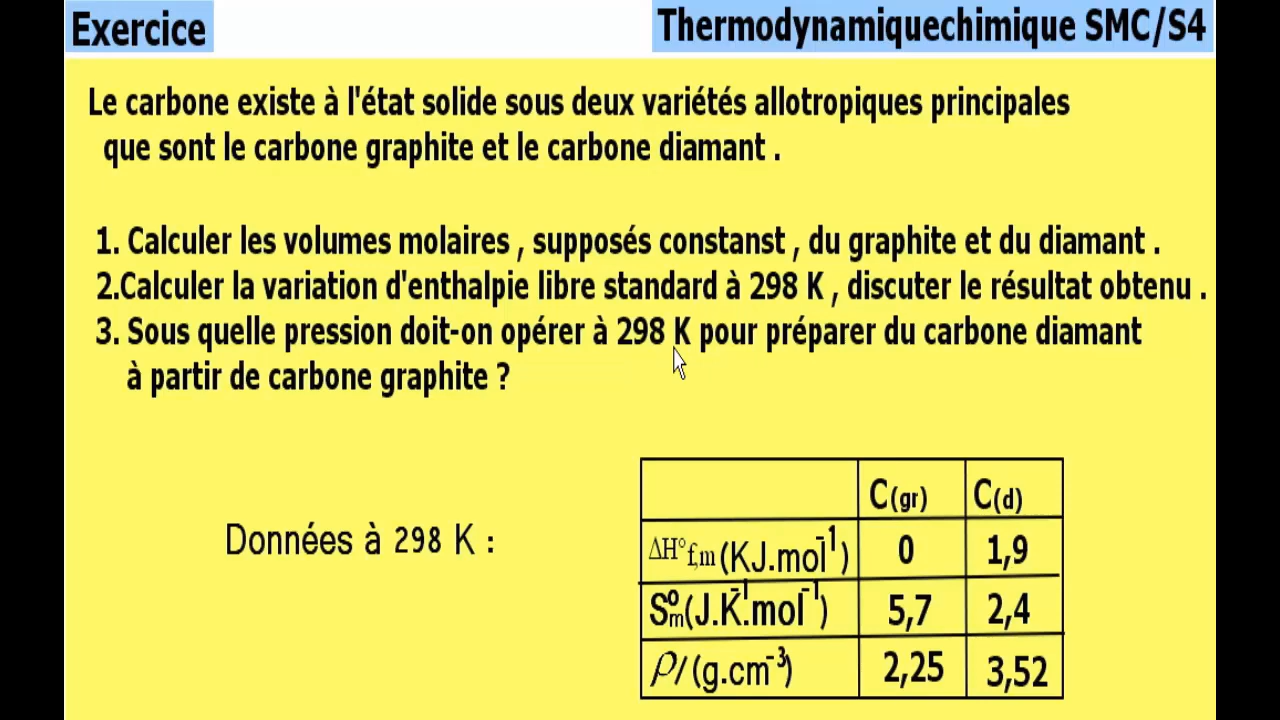 Exercice
Thermodynamiquechimique SMC/S4
Le carbone existe à l'état solide sous deux variétés allotropiques principales
que sont le carbone graphite et le carbone diamant .
1. Calculer les volumes molaires , supposés constanst , du graphite et du diamant .
2.Calculer la variation d'enthalpie libre standard à 298 K , discuter le résultat obtenu .
3. Sous quelle pression doit-on opérer à 298 K pour préparer du carbone diamant
à partir de carbone graphite ?
Données à 298 K :
C(gr) C(d)
ΔH°f,m (KJ.mol⁻¹) 0 1,9
S°m (J.K⁻¹.mol⁻¹) 5,7 2,4
ρ/(g.cm⁻³) 2,25 3,52